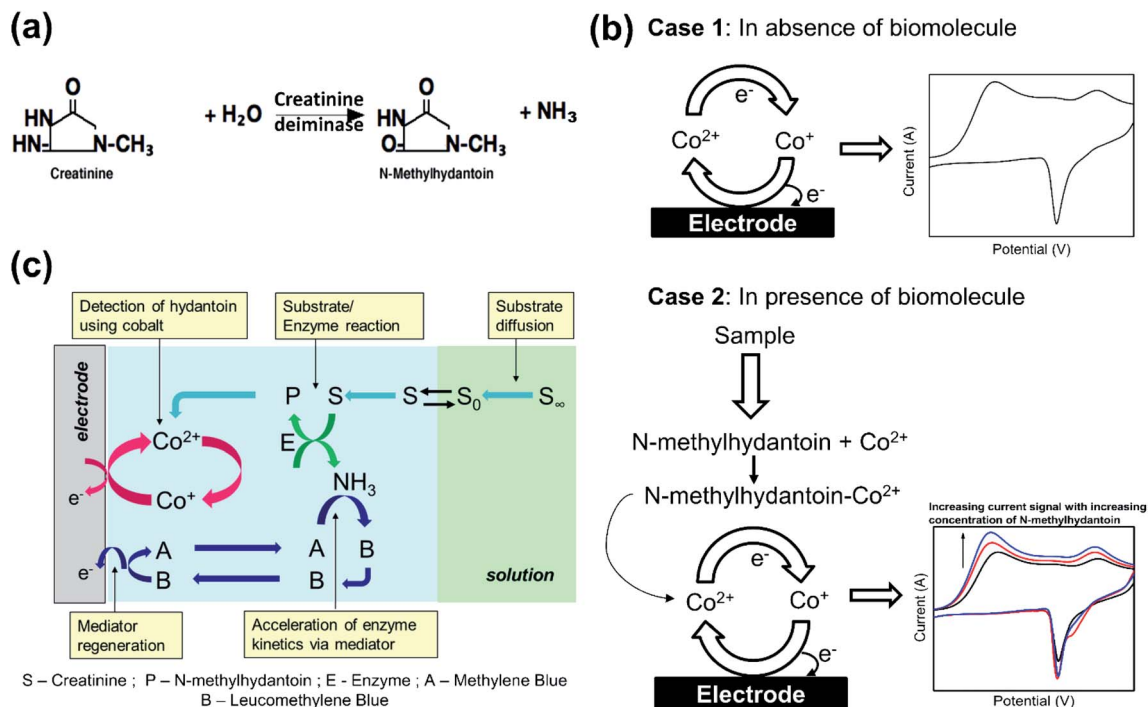 (a)
O
HN
HN
N-CH₃
Creatinine
+ H₂O
Creatinine
deiminase
O
HN
O
N-CH₃
N-Methylhydantoin
+ NH₃
(b) Case 1: In absence of biomolecule
e⁻
Co²⁺
Co⁺
e⁻
Electrode
Current (A)
Potential (V)
Case 2: In presence of biomolecule
Sample
N-methylhydantoin + Co²⁺
N-methylhydantoin-Co²⁺
e⁻
Co²⁺
Co⁺
e⁻
Electrode
Increasing current signal with increasing
concentration of N-methylhydantoin
Current (A)
Potential (V)
(c)
Detection of hydantoin
using cobalt
Substrate/
Enzyme reaction
Substrate
diffusion
electrode
P S S S₀ S∞
Co²⁺
E
Co⁺
e⁻
NH₃
A A B
e⁻
B B
solution
Mediator
regeneration
Acceleration of enzyme
kinetics via mediator
S – Creatinine ; P – N-methylhydantoin ; E - Enzyme ; A – Methylene Blue
B – Leucomethylene Blue